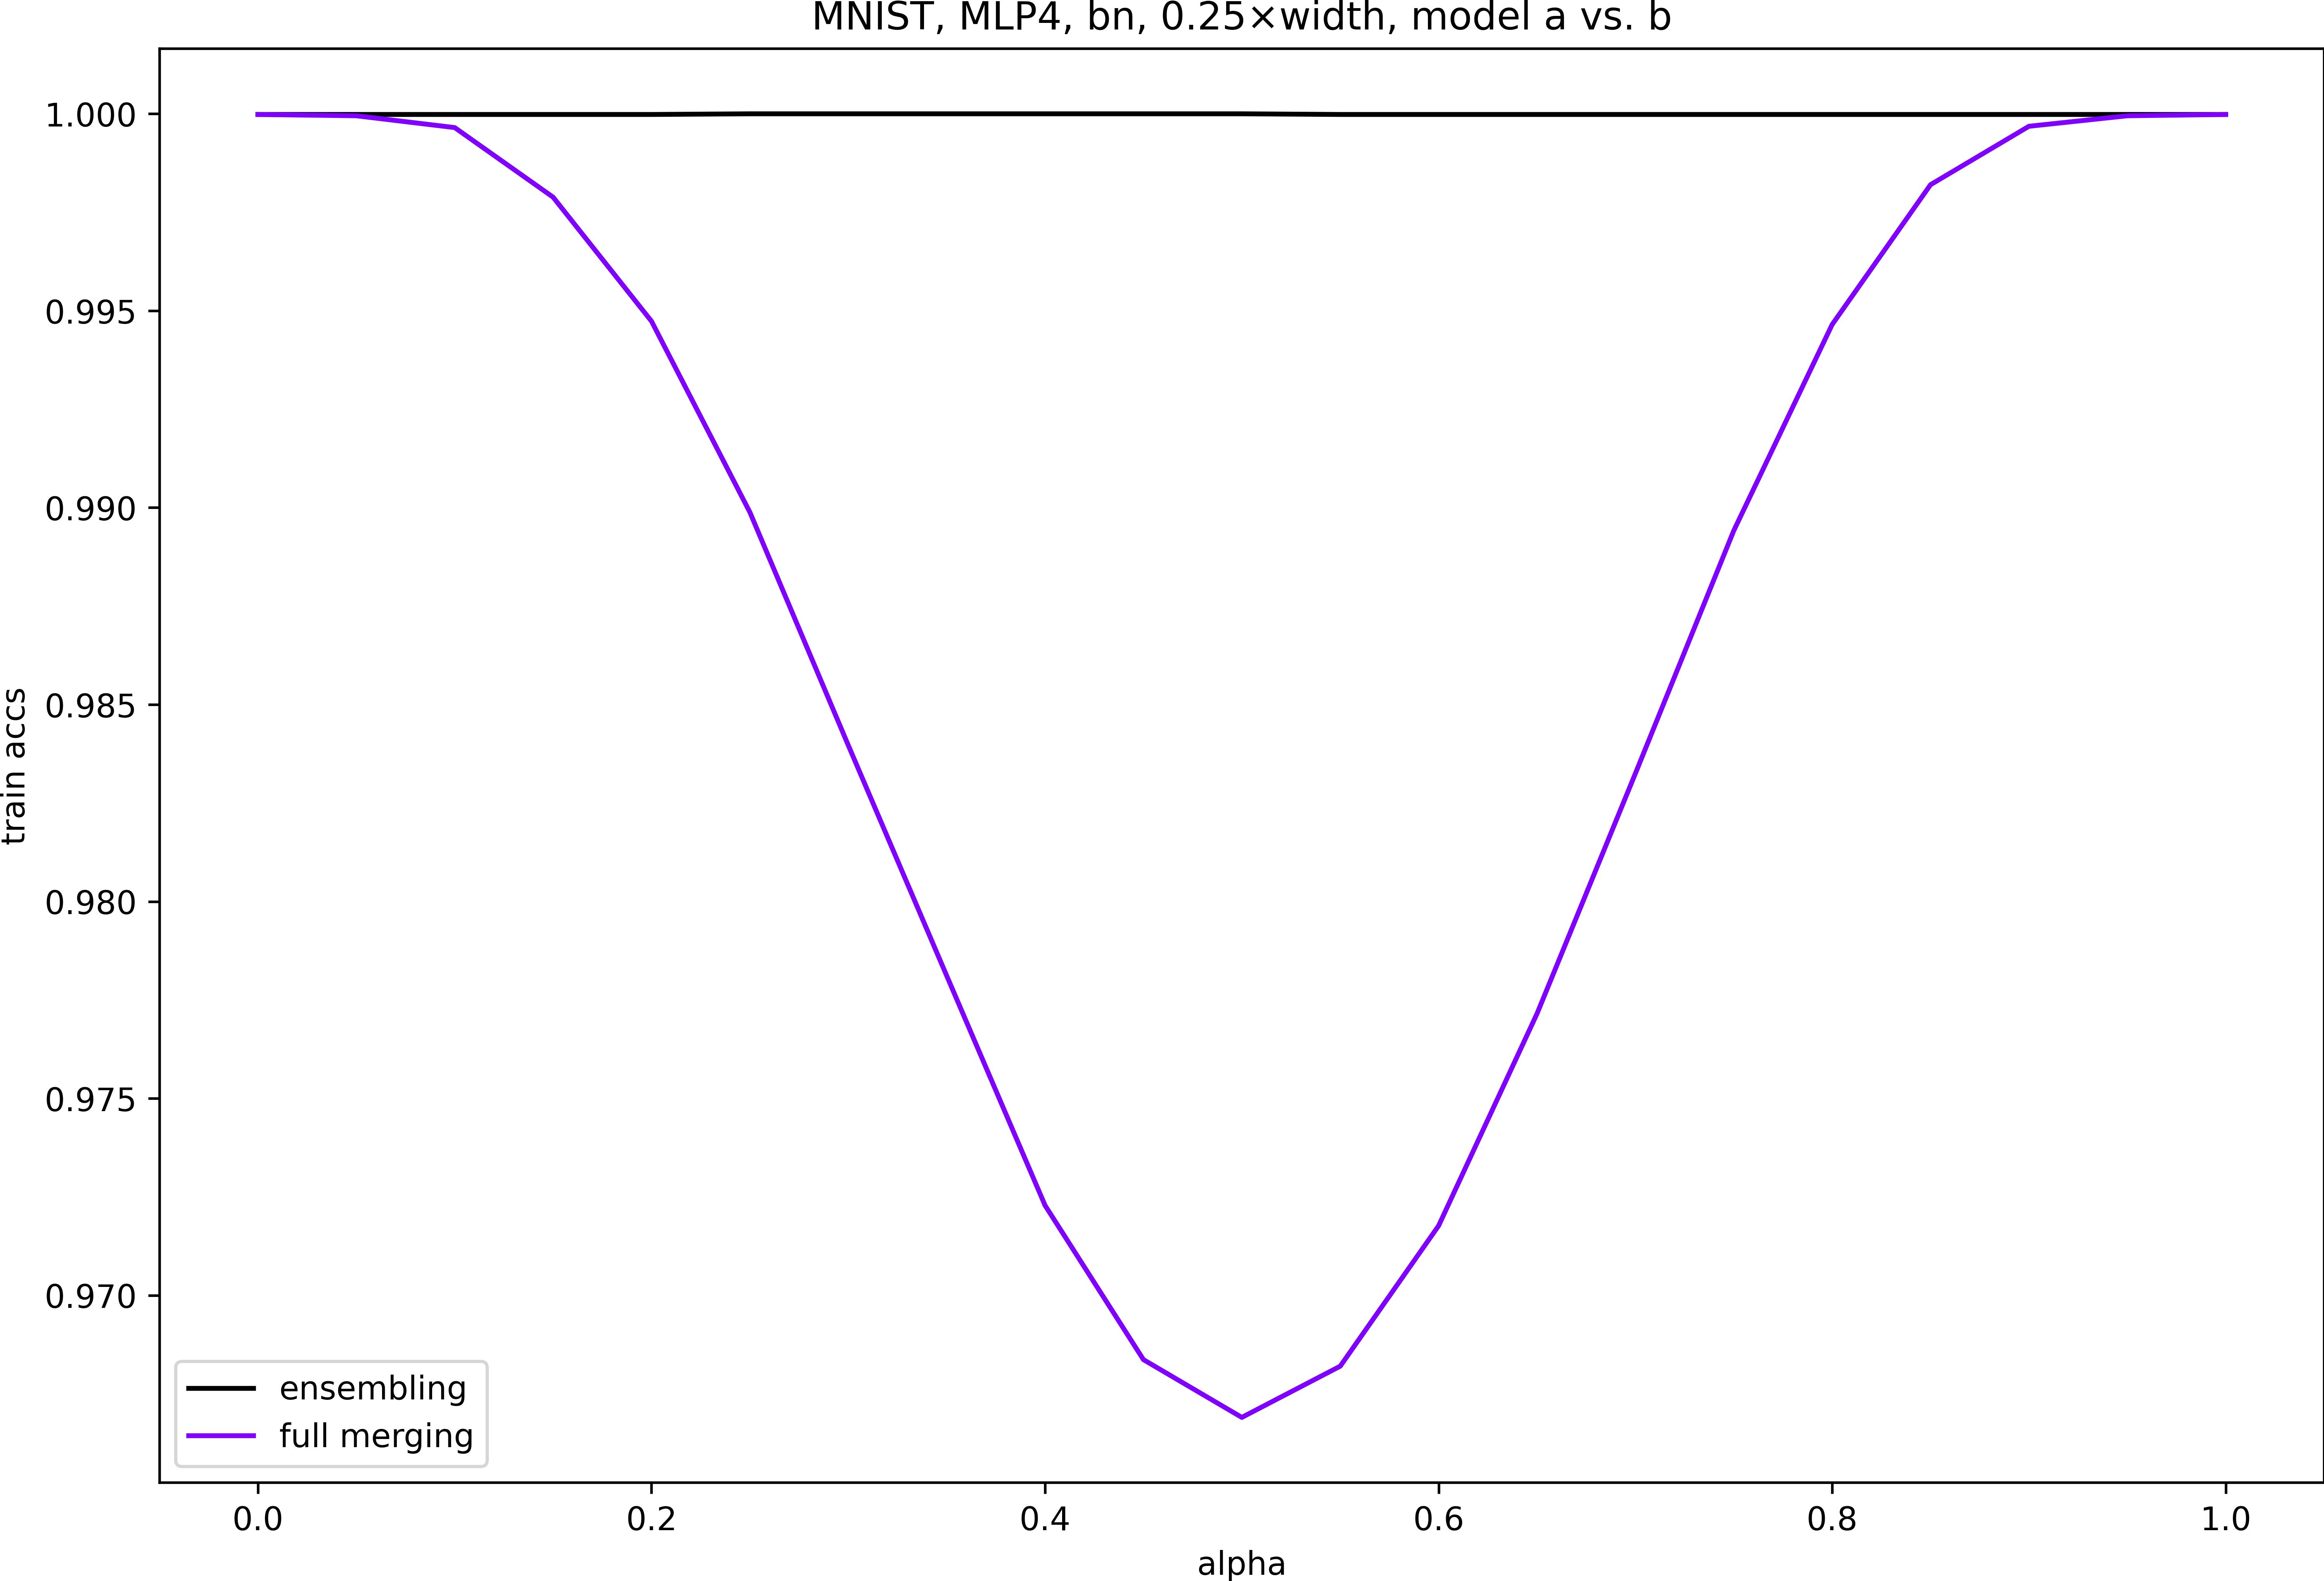 MNIST, MLP4, bn, 0.25×width, model a vs. b
1.000
0.995
0.990
0.985
0.980
0.975
0.970
train accs
ensembling
full merging
0.0 0.2 0.4 0.6 0.8 1.0
alpha